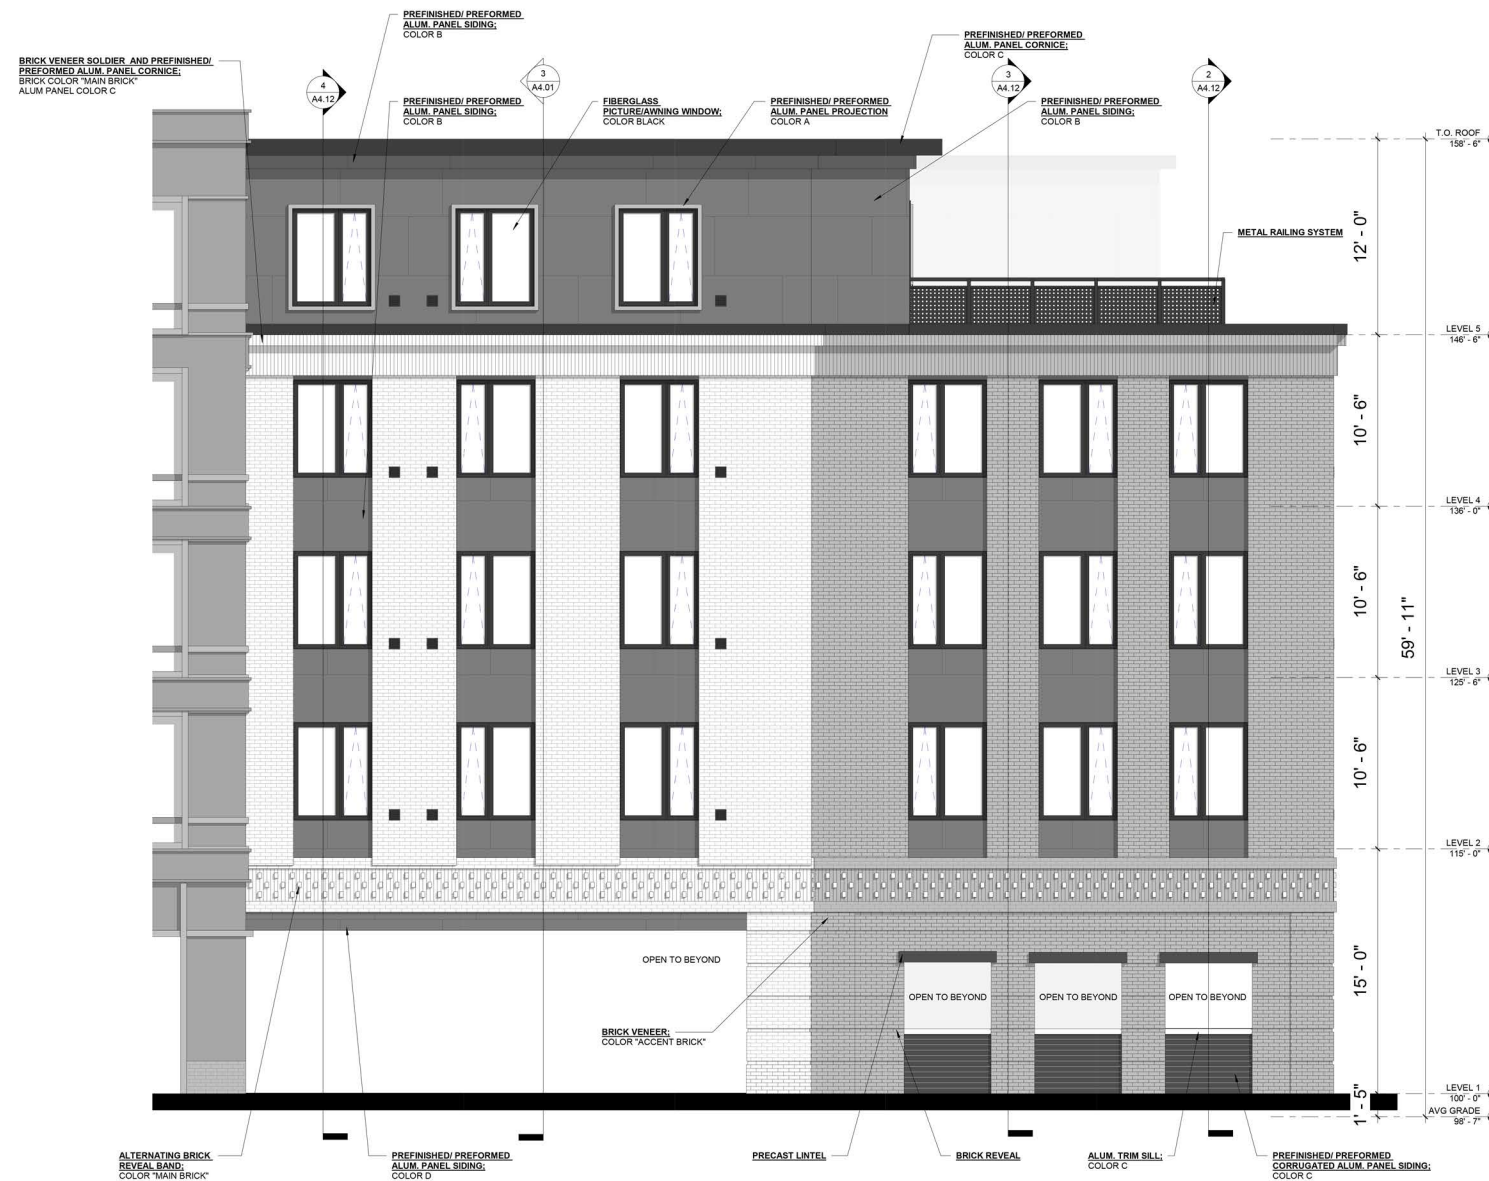 PREFINISHED/ PREFORMED
ALUM. PANEL SIDING;
COLOR B
BRICK VENEER SOLDIER AND PREFINISHED/
PREFORMED ALUM. PANEL CORNICE;
BRICK COLOR "MAIN BRICK"
ALUM PANEL COLOR C
PREFINISHED/ PREFORMED
ALUM. PANEL CORNICE;
COLOR C
4
A4.12
3
A4.01
3
A4.12
2
A4.12
PREFINISHED/ PREFORMED
ALUM. PANEL SIDING;
COLOR B
FIBERGLASS
PICTURE/AWNING WINDOW;
COLOR BLACK
PREFINISHED/ PREFORMED
ALUM. PANEL PROJECTION
COLOR A
PREFINISHED/ PREFORMED
ALUM. PANEL SIDING;
COLOR B
T.O. ROOF
158' - 6"
12' - 0"
METAL RAILING SYSTEM
LEVEL 5
146' - 6"
10' - 6"
LEVEL 4
136' - 0"
10' - 6"
59' - 11"
LEVEL 3
125' - 6"
10' - 6"
LEVEL 2
115' - 0"
15' - 0"
OPEN TO BEYOND
OPEN TO BEYOND
OPEN TO BEYOND
OPEN TO BEYOND
BRICK VENEER;
COLOR "ACCENT BRICK"
LEVEL 1
100' - 0"
1' - 5"
AVG GRADE
98' - 7"
ALTERNATING BRICK
REVEAL BAND;
COLOR "MAIN BRICK"
PREFINISHED/ PREFORMED
ALUM. PANEL SIDING;
COLOR D
PRECAST LINTEL
BRICK REVEAL
ALUM. TRIM SILL;
COLOR C
PREFINISHED/ PREFORMED
CORRUGATED ALUM. PANEL SIDING;
COLOR C